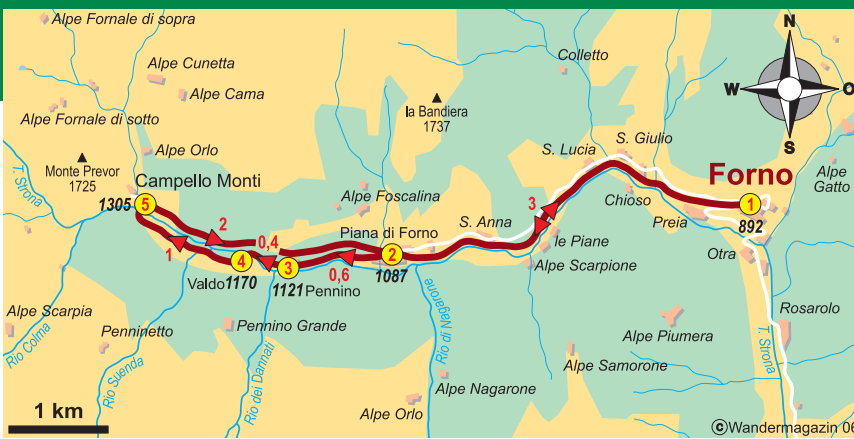 Alpe Fornale di sopra
Alpe Cunetta
Alpe Cama
Alpe Fornale di sotto
la Bandiera
1737
Colletto
N
W
O
S
Alpe Orlo
Monte Prevor
1725
T. Strona
Campello Monti
1305
5
Alpe Foscalina
S. Lucia
S. Giulio
Forno
1
892
Alpe
Gatto
Chioso
Preia
Otra
2
0,4
Piana di Forno
S. Anna
3
le Piane
Alpe Scarpione
1
4
Valdo 1170
3
1121 Pennino
0,6
2
1087
Alpe Scarpia
Rio Colma
Penninetto
Rio Suenda
Pennino Grande
Rio dei Dannati
Rio di Nagarone
Alpe Piumera
Rosarolo
T. Strona
Alpe Samorone
Alpe Nagarone
Alpe Orlo
1 km
©Wandermagazin 06